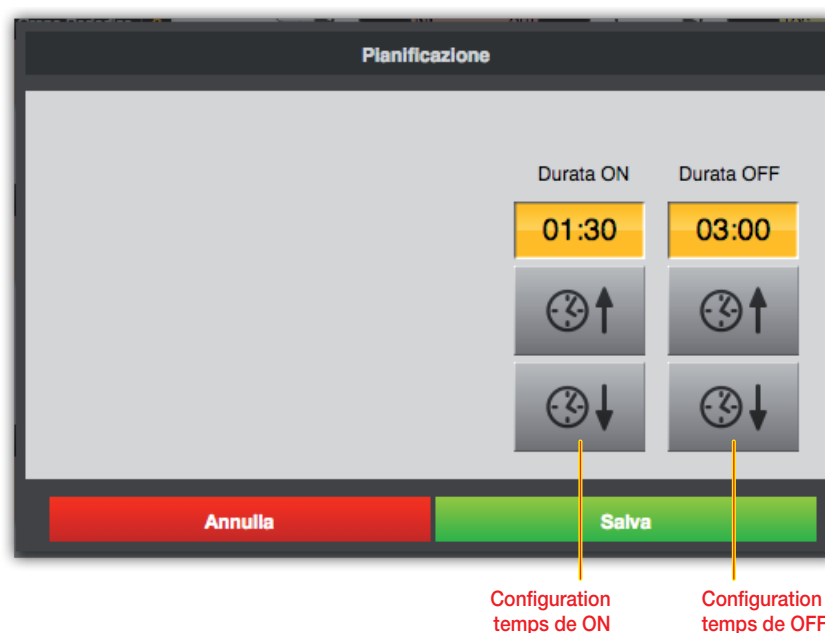 Pianificazione
Durata ON Durata OFF
01:30 03:00
Annulla Salva
Configuration
temps de ON
Configuration
temps de OFF